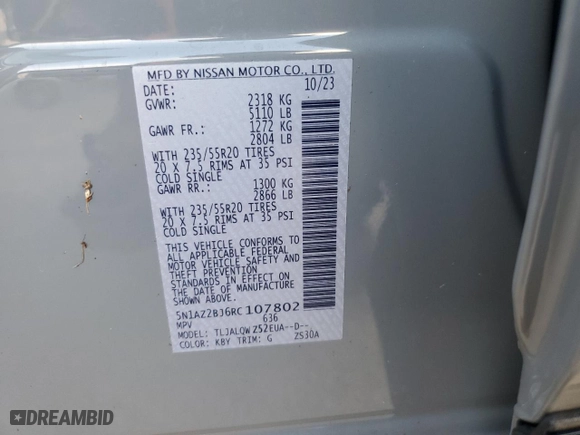 MFD BY NISSAN MOTOR CO., LTD.
DATE: 10/23
GVWR: 2318 KG
5110 LB
GAWR FR.: 1272 KG
2804 LB
WITH 235/55R20 TIRES
20 X 7.5 RIMS AT 35 PSI
COLD SINGLE
GAWR RR.: 1300 KG
2866 LB
WITH 235/55R20 TIRES
20 X 7.5 RIMS AT 35 PSI
COLD SINGLE
THIS VEHICLE CONFORMS TO
ALL APPLICABLE FEDERAL
MOTOR VEHICLE SAFETY AND
THEFT PREVENTION
STANDARDS IN EFFECT ON
THE DATE OF MANUFACTURE
SHOWN ABOVE.
5N1AZ2BJ6RC107802
MPV 636
MODEL: TLJALQWZ52EUA--D--
COLOR: KBY TRIM: G ZS30A
DREAMBID